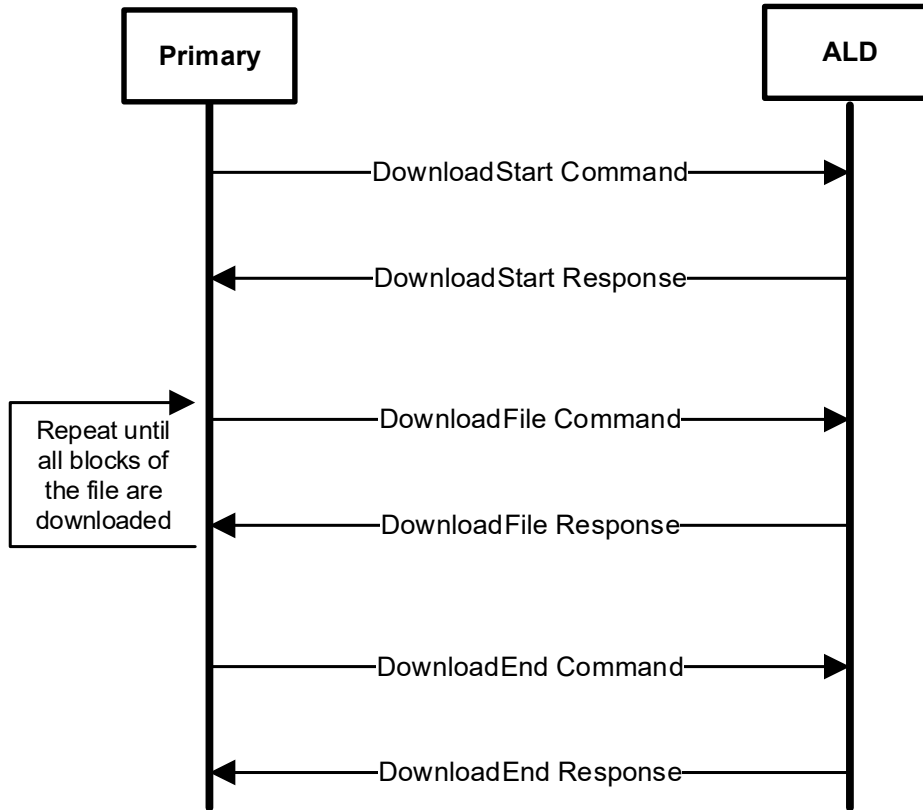 Primary
ALD
DownloadStart Command
DownloadStart Response
Repeat until
all blocks of
the file are
downloaded
DownloadFile Command
DownloadFile Response
DownloadEnd Command
DownloadEnd Response